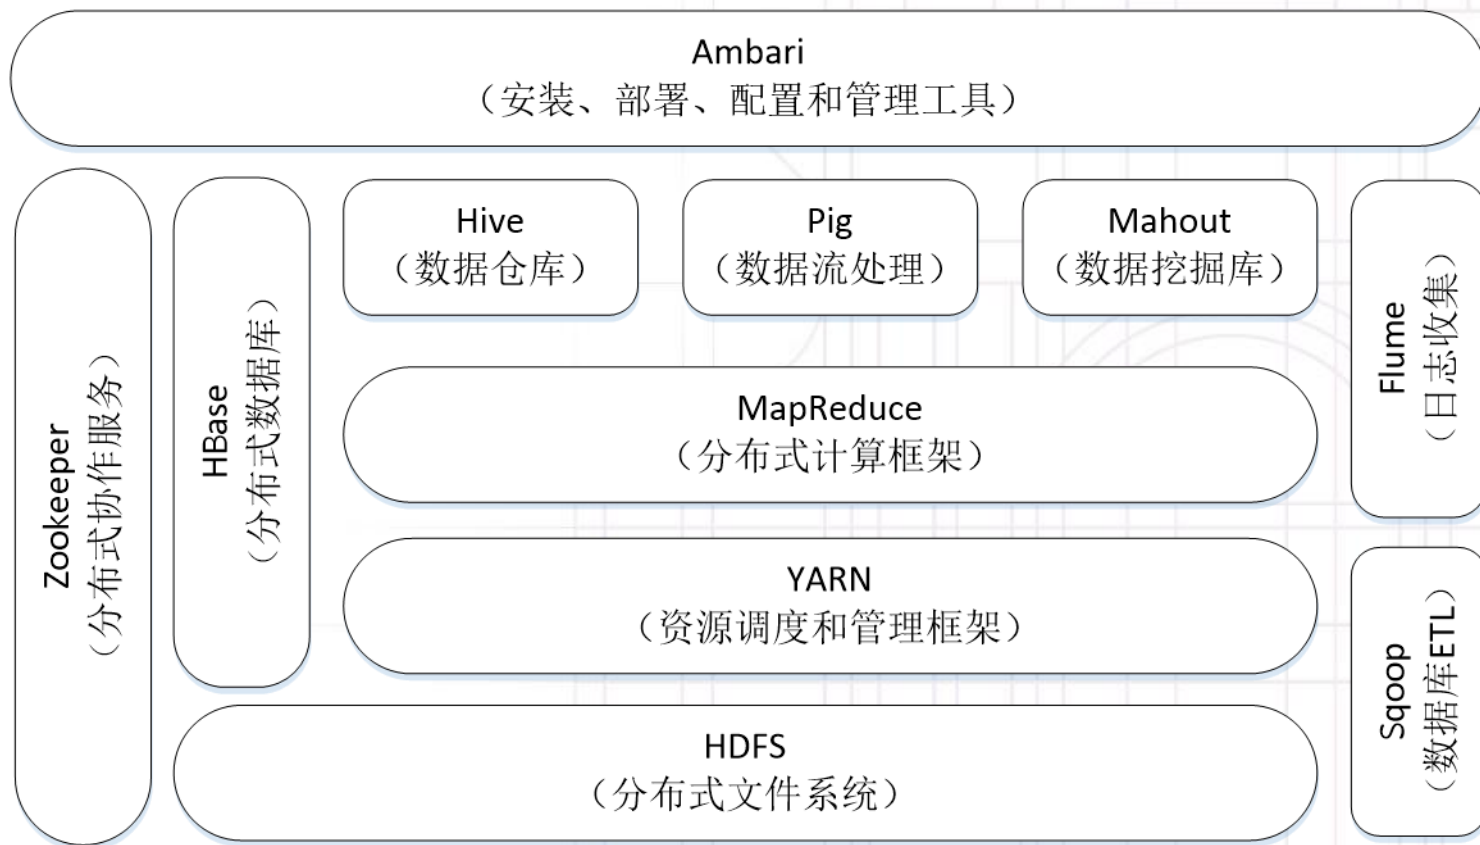 Ambari
（安装、部署、配置和管理工具）
Zookeeper
（分布式协作服务）
HBase
（分布式数据库）
Hive
（数据仓库）
Pig
（数据流处理）
Mahout
（数据挖掘库）
MapReduce
（分布式计算框架）
YARN
（资源调度和管理框架）
HDFS
（分布式文件系统）
Flume
（日志收集）
Sqoop
（数据库ETL）